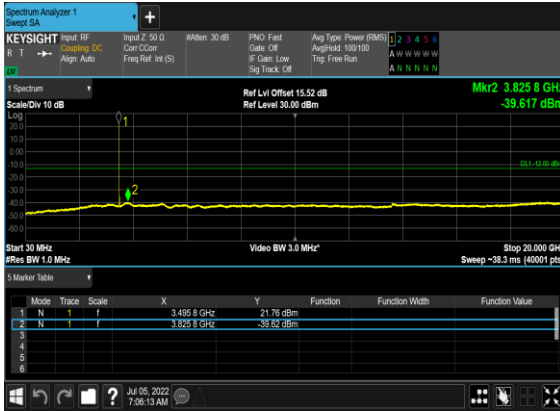 Spectrum Analyzer 1
Swept SA
KEYSIGHT
R T
Input: RF
Coupling: DC
Align: Auto
Input Z: 50 Ω
Corr CCorr
Freq Ref: Int (S)
#Atten: 30 dB
PNO: Fast
Gate: Off
IF Gain: Low
Sig Track: Off
Avg Type: Power (RMS)
Avg|Hold: 100/100
Trig: Free Run
1 2 3 4 5 6
A W W W W W
A N N N N N
1 Spectrum
Scale/Div 10 dB
Ref Lvl Offset 15.52 dB
Ref Level 30.00 dBm
Mkr2 3.825 8 GHz
-39.617 dBm
Log
20.0
10.0
0.00
-10.0
-20.0
-30.0
-40.0
-50.0
-60.0
1
2
DL1 -13.00 dBm
Start 30 MHz
#Res BW 1.0 MHz
Video BW 3.0 MHz*
Stop 20.000 GH
Sweep ~38.3 ms (40001 pts
5 Marker Table
Mode Trace Scale X Y Function Function Width Function Value
1 N 1 f 3.495 8 GHz 21.76 dBm
2 N 1 f 3.825 8 GHz -39.62 dBm
3
4
5
6
Jul 05, 2022
7:06:13 AM